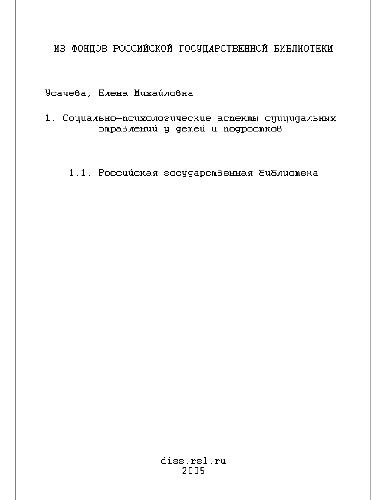 ИЗ ФОНДОВ РОССИЙСКОЙ ГОСУДАРСТВЕННОЙ БИБЛИОТЕКИ
Усачева, Елена Михайловна
1. Социально-психологические аспекты суицидальных
отравлений у детей и подростков
1.1. Российская государственная библиотека
diss.rsl.ru
2005